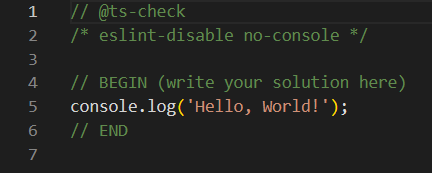 1 // @ts-check
2 /* eslint-disable no-console */
3
4 // BEGIN (write your solution here)
5 console.log('Hello, World!');
6 // END
7